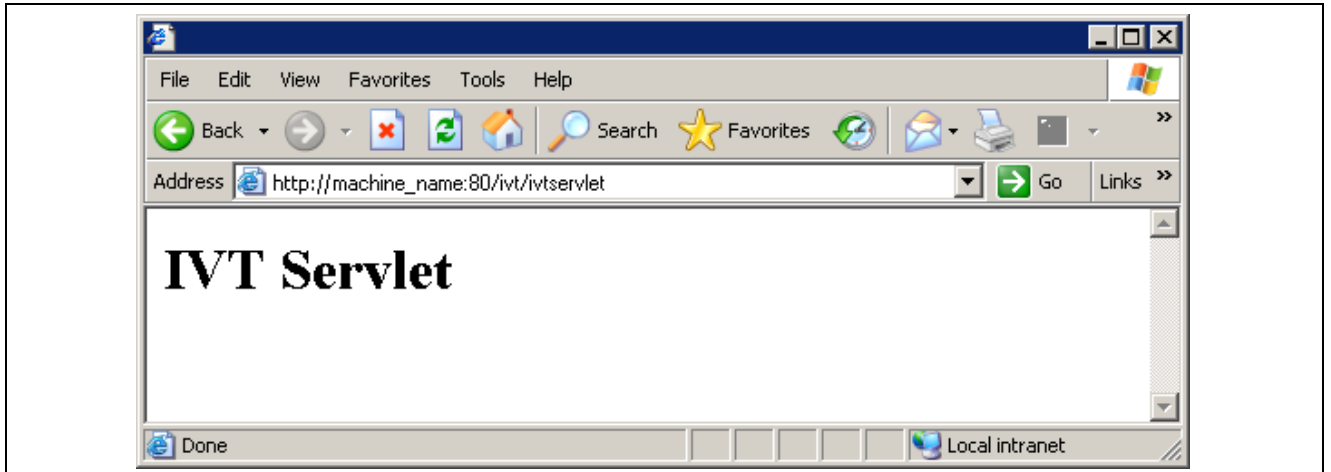 File Edit View Favorites Tools Help
Back Search Favorites »
Address http://machine_name:80/ivt/ivtservlet Go Links »
IVT Servlet
Done Local intranet